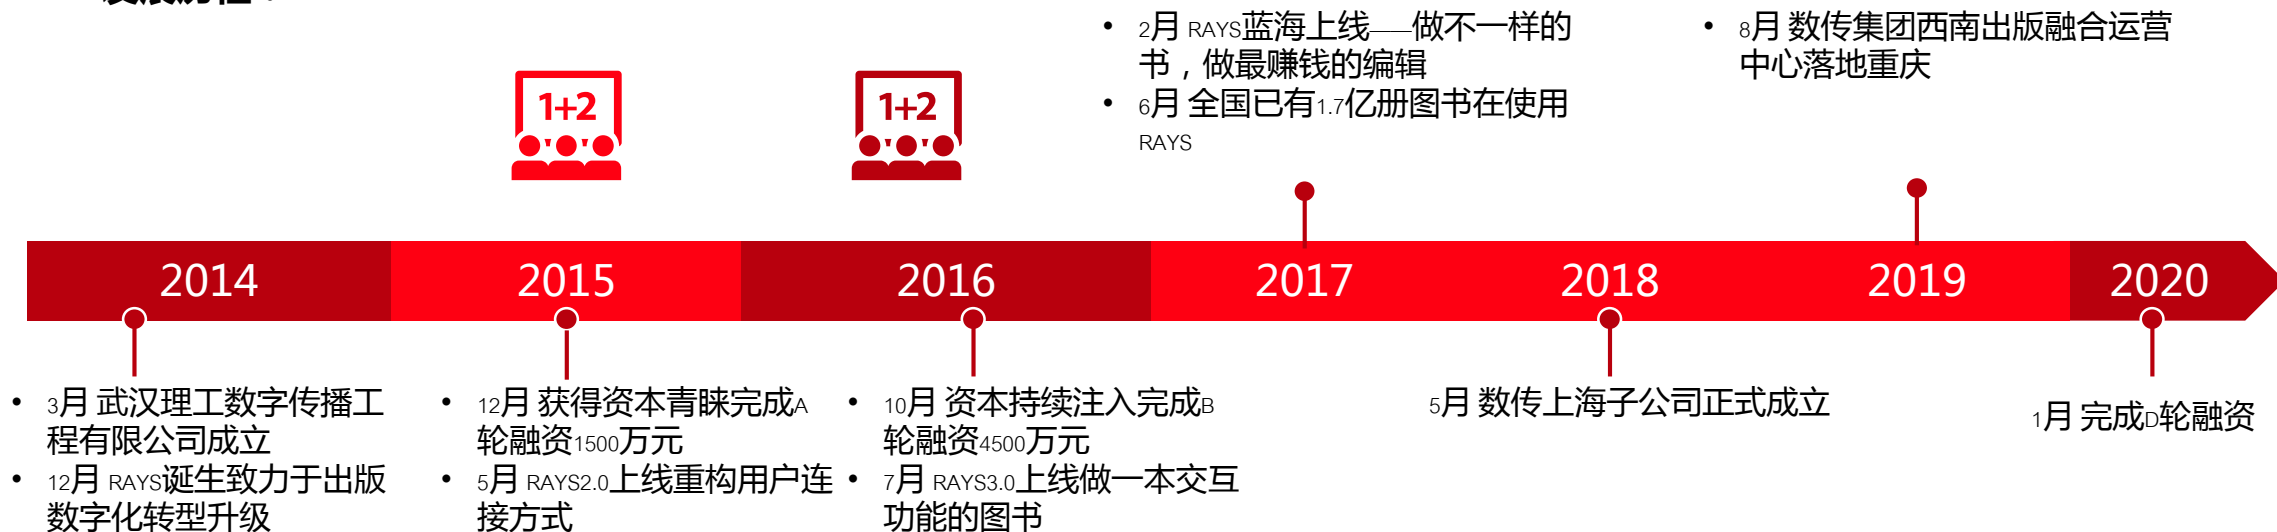 发展历程：
• 2月 RAYS蓝海上线——做不一样的
书，做最赚钱的编辑
• 6月 全国已有1.7亿册图书在使用
RAYS
• 8月 数传集团西南出版融合运营
中心落地重庆
1+2
1+2
2014
2015
2016
2017
2018
2019
2020
• 3月 武汉理工数字传播工
程有限公司成立
• 12月 RAYS诞生致力于出版
数字化转型升级
• 12月 获得资本青睐完成A
轮融资1500万元
• 5月 RAYS2.0上线重构用户连
接方式
• 10月 资本持续注入完成B
轮融资4500万元
• 7月 RAYS3.0上线做一本交互
功能的图书
5月 数传上海子公司正式成立
1月 完成D轮融资